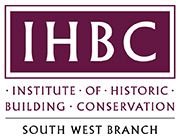 IHBC
· INSTITUTE · OF · HISTORIC ·
BUILDING · CONSERVATION
SOUTH WEST BRANCH